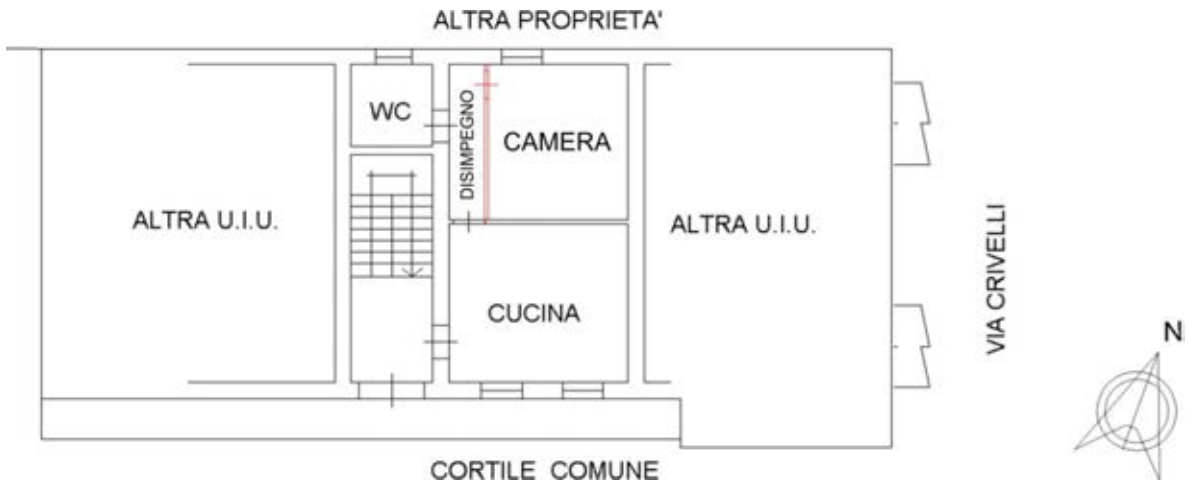 ALTRA PROPRIETA'
WC
DISIMPEGNO
CAMERA
ALTRA U.I.U.
ALTRA U.I.U.
CUCINA
VIA CRIVELLI
N
CORTILE COMUNE